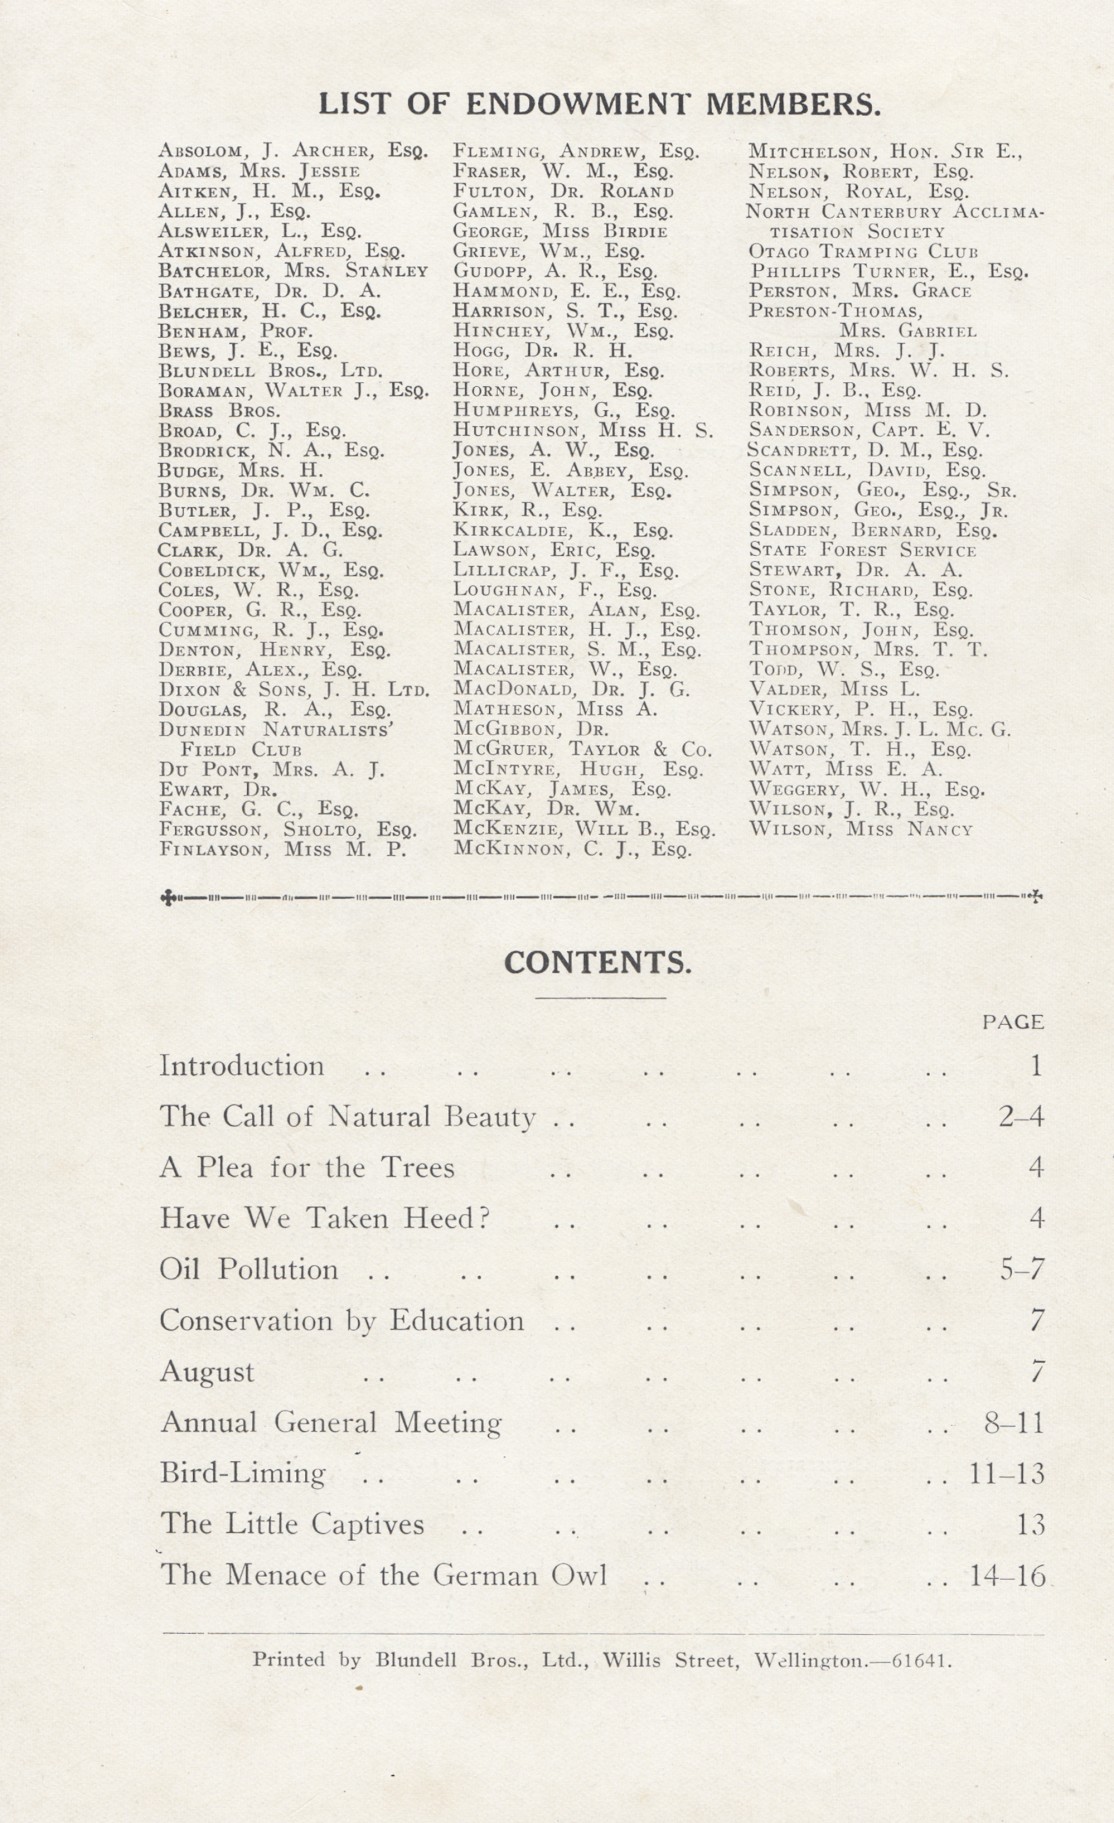 LIST OF ENDOWMENT MEMBERS.
ABSOLOM, J. ARCHER, ESQ.
ADAMS, MRS. JESSIE
AITKEN, H. M., ESQ.
ALLEN, J., ESQ.
ALSWEILER, L., ESQ.
ATKINSON, ALFRED, ESQ.
BATCHELOR, MRS. STANLEY
BATHGATE, DR. D. A.
BELCHER, H. C., ESQ.
BENHAM, PROF.
BEWS, J. E., ESQ.
BLUNDELL BROS., LTD.
BORAMAN, WALTER J., ESQ.
BRASS BROS.
BROAD, C. J., ESQ.
BRODRICK, N. A., ESQ.
BUDGE, MRS. H.
BURNS, DR. WM. C.
BUTLER, J. P., ESQ.
CAMPBELL, J. D., ESQ.
CLARK, DR. A. G.
COBELDICK, WM., ESQ.
COLES, W. R., ESQ.
COOPER, G. R., ESQ.
CUMMING, R. J., ESQ.
DENTON, HENRY, ESQ.
DERBIE, ALEX., ESQ.
DIXON & SONS, J. H. LTD.
DOUGLAS, R. A., ESQ.
DUNEDIN NATURALISTS'
FIELD CLUB
DU PONT, MRS. A. J.
EWART, DR.
FACHE, G. C., ESQ.
FERGUSSON, SHOLTO, ESQ.
FINLAYSON, MISS M. P.
FLEMING, ANDREW, ESQ.
FRASER, W. M., ESQ.
FULTON, DR. ROLAND
GAMLEN, R. B., ESQ.
GEORGE, MISS BIRDIE
GRIEVE, WM., ESQ.
GUDOPP, A. R., ESQ.
HAMMOND, E. E., ESQ.
HARRISON, S. T., ESQ.
HINCHEY, WM., ESQ.
HOGG, DR. R. H.
HORE, ARTHUR, ESQ.
HORNE, JOHN, ESQ.
HUMPHREYS, G., ESQ.
HUTCHINSON, MISS H. S.
JONES, A. W., ESQ.
JONES, E. ABBEY, ESQ.
JONES, WALTER, ESQ.
KIRK, R., ESQ.
KIRKCALDIE, K., ESQ.
LAWSON, ERIC, ESQ.
LILLICRAP, J. F., ESQ.
LOUGHNAN, F., ESQ.
MACALISTER, ALAN, ESQ.
MACALISTER, H. J., ESQ.
MACALISTER, S. M., ESQ.
MACALISTER, W., ESQ.
MACDONALD, DR. J. G.
MATHESON, MISS A.
MCGIBBON, DR.
MCGRUER, TAYLOR & CO.
MCINTYRE, HUGH, ESQ.
MCKAY, JAMES, ESQ.
MCKAY, DR. WM.
MCKENZIE, WILL B., ESQ.
MCKINNON, C. J., ESQ.
MITCHELSON, HON. SIR E.,
NELSON, ROBERT, ESQ.
NELSON, ROYAL, ESQ.
NORTH CANTERBURY ACCLIMA-
TISATION SOCIETY
OTAGO TRAMPING CLUB
PHILLIPS TURNER, E., ESQ.
PERSTON, MRS. GRACE
PRESTON-THOMAS,
MRS. GABRIEL
REICH, MRS. J. J.
ROBERTS, MRS. W. H. S.
REID, J. B., ESQ.
ROBINSON, MISS M. D.
SANDERSON, CAPT. E. V.
SCANDRETT, D. M., ESQ.
SCANNELL, DAVID, ESQ.
SIMPSON, GEO., ESQ., SR.
SIMPSON, GEO., ESQ., JR.
SLADDEN, BERNARD, ESQ.
STATE FOREST SERVICE
STEWART, DR. A. A.
STONE, RICHARD, ESQ.
TAYLOR, T. R., ESQ.
THOMSON, JOHN, ESQ.
THOMPSON, MRS. T. T.
TODD, W. S., ESQ.
VALDER, MISS L.
VICKERY, P. H., ESQ.
WATSON, MRS. J. L. MC. G.
WATSON, T. H., ESQ.
WATT, MISS E. A.
WEGGERY, W. H., ESQ.
WILSON, J. R., ESQ.
WILSON, MISS NANCY
CONTENTS.
PAGE
Introduction .. .. .. .. .. .. .. 1
The Call of Natural Beauty .. .. .. .. .. 2–4
A Plea for the Trees .. .. .. .. .. 4
Have We Taken Heed? .. .. .. .. .. 4
Oil Pollution .. .. .. .. .. .. .. 5–7
Conservation by Education .. .. .. .. .. 7
August .. .. .. .. .. .. .. 7
Annual General Meeting .. .. .. .. .. 8–11
Bird-Liming .. .. .. .. .. .. .. 11–13
The Little Captives .. .. .. .. .. .. 13
The Menace of the German Owl .. .. .. .. 14–16
Printed by Blundell Bros., Ltd., Willis Street, Wellington.—61641.